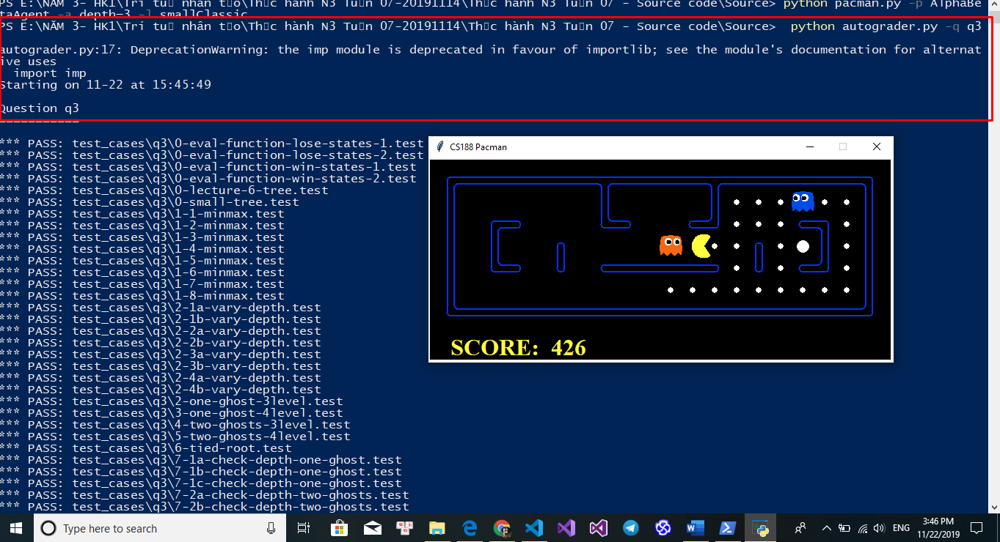 PS E:\NĂM 3- HK1\Trí tu□ nhân t□o\Th□c hành N3 Tu□n 07-20191114\Th□c hành N3 Tu□n 07 - Source code\Source> python pacman.py -p AlphaBe
taAgent -a depth=3 -l smallClassic
PS E:\NĂM 3- HK1\Trí tu□ nhân t□o\Th□c hành N3 Tu□n 07-20191114\Th□c hành N3 Tu□n 07 - Source code\Source>  python autograder.py -q q3
autograder.py:17: DeprecationWarning: the imp module is deprecated in favour of importlib; see the module's documentation for alternat
ive uses
  import imp
Starting on 11-22 at 15:45:49
Question q3
===========
*** PASS: test_cases\q3\0-eval-function-lose-states-1.test
*** PASS: test_cases\q3\0-eval-function-lose-states-2.test
*** PASS: test_cases\q3\0-eval-function-win-states-1.test
*** PASS: test_cases\q3\0-eval-function-win-states-2.test
*** PASS: test_cases\q3\0-lecture-6-tree.test
*** PASS: test_cases\q3\0-small-tree.test
*** PASS: test_cases\q3\1-1-minmax.test
*** PASS: test_cases\q3\1-2-minmax.test
*** PASS: test_cases\q3\1-3-minmax.test
*** PASS: test_cases\q3\1-4-minmax.test
*** PASS: test_cases\q3\1-5-minmax.test
*** PASS: test_cases\q3\1-6-minmax.test
*** PASS: test_cases\q3\1-7-minmax.test
*** PASS: test_cases\q3\1-8-minmax.test
*** PASS: test_cases\q3\2-1a-vary-depth.test
*** PASS: test_cases\q3\2-1b-vary-depth.test
*** PASS: test_cases\q3\2-2a-vary-depth.test
*** PASS: test_cases\q3\2-2b-vary-depth.test
*** PASS: test_cases\q3\2-3a-vary-depth.test
*** PASS: test_cases\q3\2-3b-vary-depth.test
*** PASS: test_cases\q3\2-4a-vary-depth.test
*** PASS: test_cases\q3\2-4b-vary-depth.test
*** PASS: test_cases\q3\2-one-ghost-3level.test
*** PASS: test_cases\q3\3-one-ghost-4level.test
*** PASS: test_cases\q3\4-two-ghosts-3level.test
*** PASS: test_cases\q3\5-two-ghosts-4level.test
*** PASS: test_cases\q3\6-tied-root.test
*** PASS: test_cases\q3\7-1a-check-depth-one-ghost.test
*** PASS: test_cases\q3\7-1b-check-depth-one-ghost.test
*** PASS: test_cases\q3\7-1c-check-depth-one-ghost.test
*** PASS: test_cases\q3\7-2a-check-depth-two-ghosts.test
*** PASS: test_cases\q3\7-2b-check-depth-two-ghosts.test
CS188 Pacman
SCORE: 426
Type here to search
ENG
3:46 PM
11/22/2019